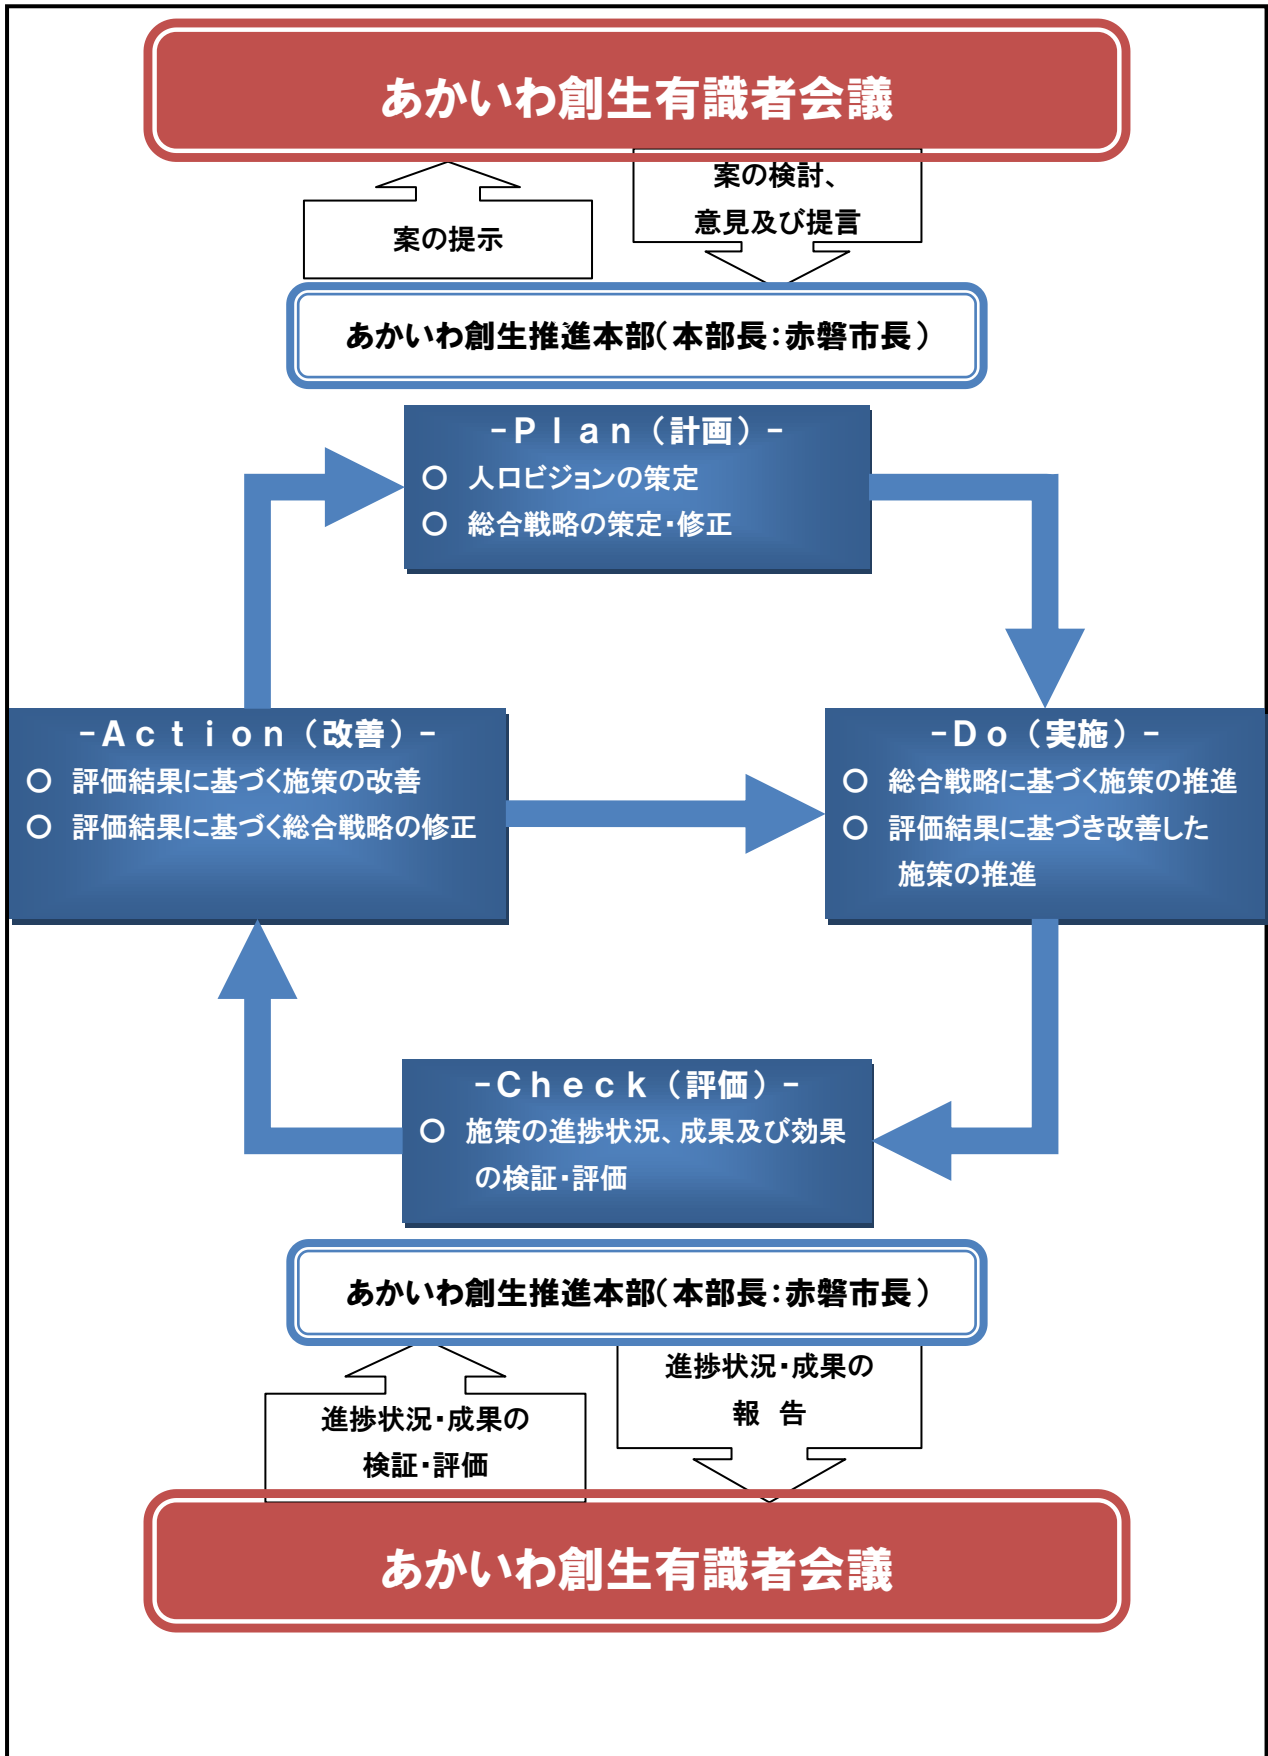 あかいわ創生有識者会議
案の提示
案の検討、
意見及び提言
あかいわ創生推進本部（本部長：赤磐市長）
－Ｐｌａｎ（計画）－
○ 人口ビジョンの策定
○ 総合戦略の策定・修正
－Ａｃｔｉｏｎ（改善）－
○ 評価結果に基づく施策の改善
○ 評価結果に基づく総合戦略の修正
－Ｄｏ（実施）－
○ 総合戦略に基づく施策の推進
○ 評価結果に基づき改善した
施策の推進
－Ｃｈｅｃｋ（評価）－
○ 施策の進捗状況、成果及び効果
の検証・評価
あかいわ創生推進本部（本部長：赤磐市長）
進捗状況・成果の
検証・評価
進捗状況・成果の
報　告
あかいわ創生有識者会議